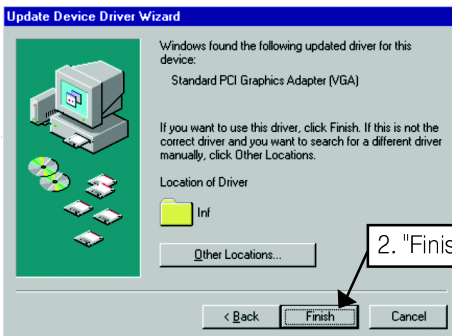 Update Device Driver Wizard
Windows found the following updated driver for this
device:
Standard PCI Graphics Adapter (VGA)
If you want to use this driver, click Finish. If this is not the
correct driver and you want to search for a different driver
manually, click Other Locations.
Location of Driver
Inf
Other Locations...
2. "Finis
< Back
Finish
Cancel